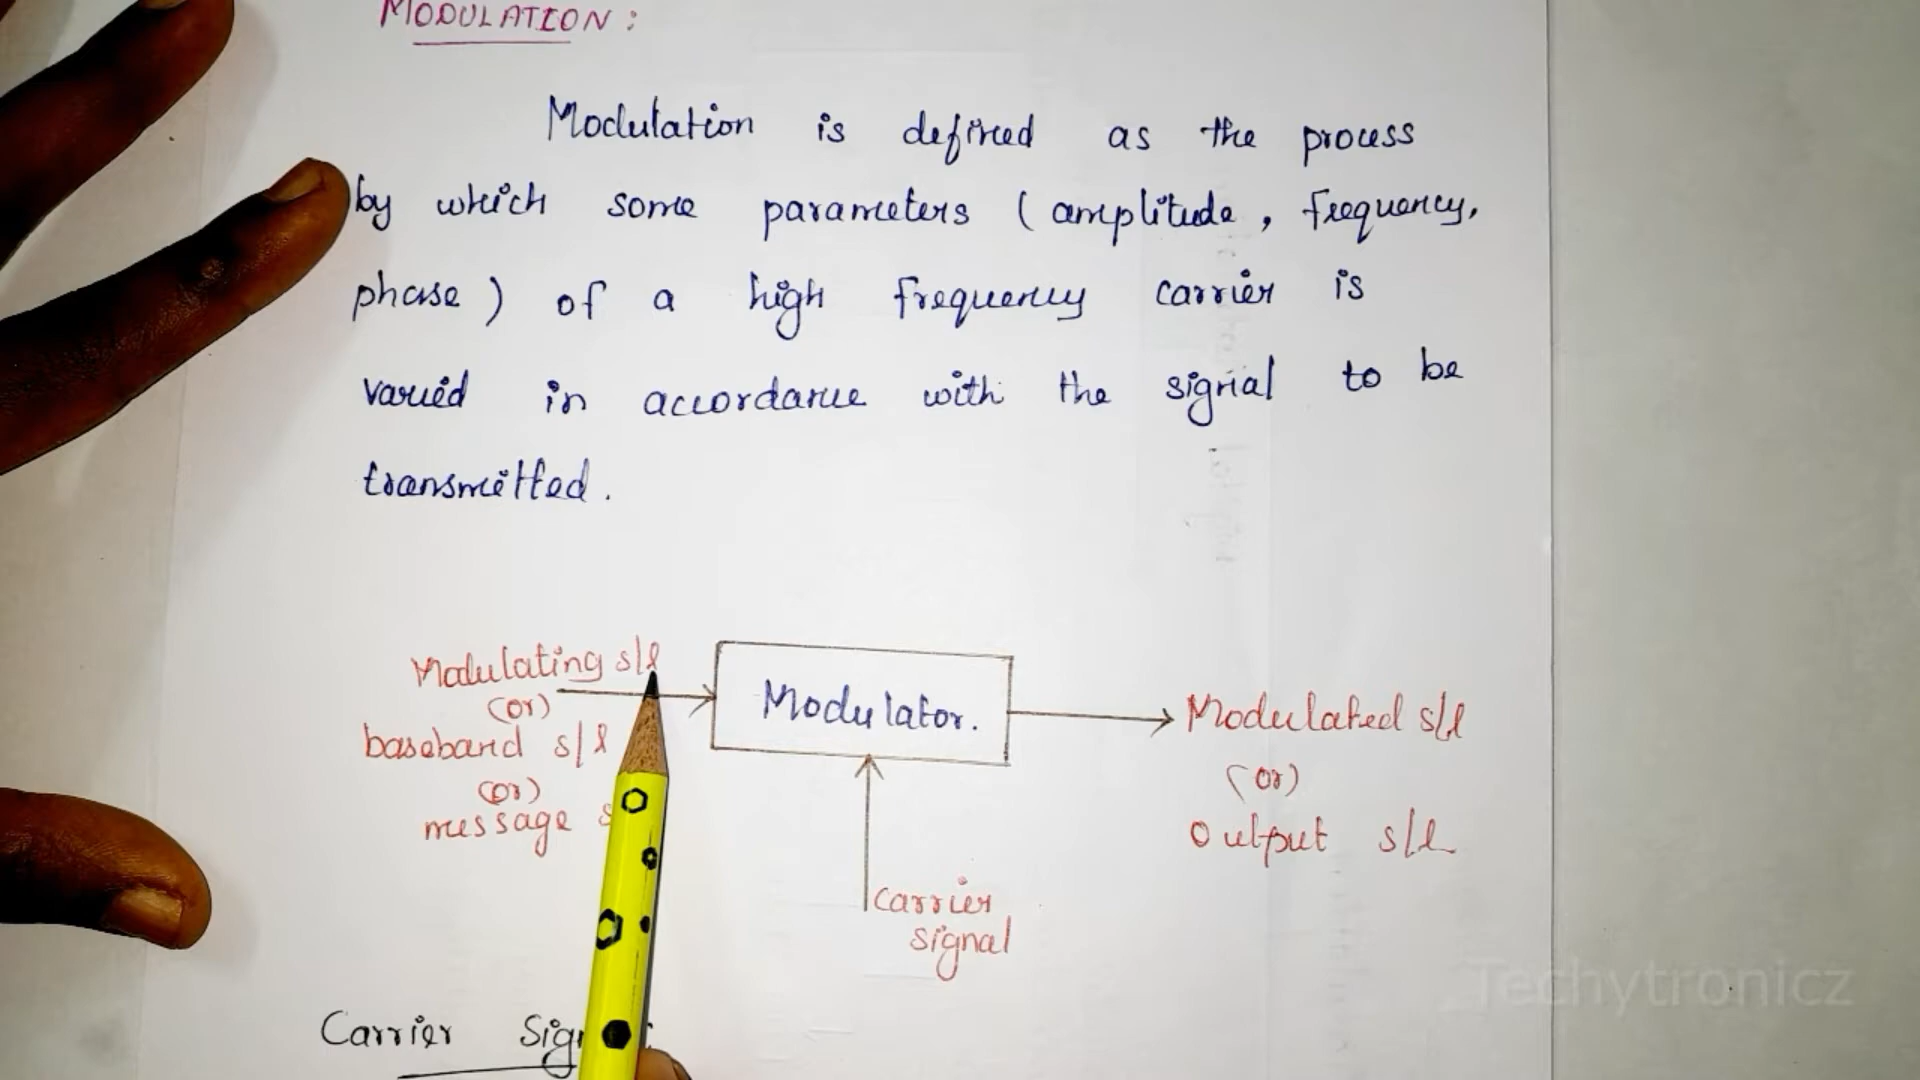 MODULATION :
Modulation is defined as the process
by which some parameters ( amplitude , frequency,
phase ) of a high frequency carrier is
varied in accordance with the signal to be
transmitted .
Modulating s/l
(or)
baseband s/l
(or)
message s
Modulator.
Modulated s/l
(or)
Output s/l
carrier
signal
Carrier
Techytronicz